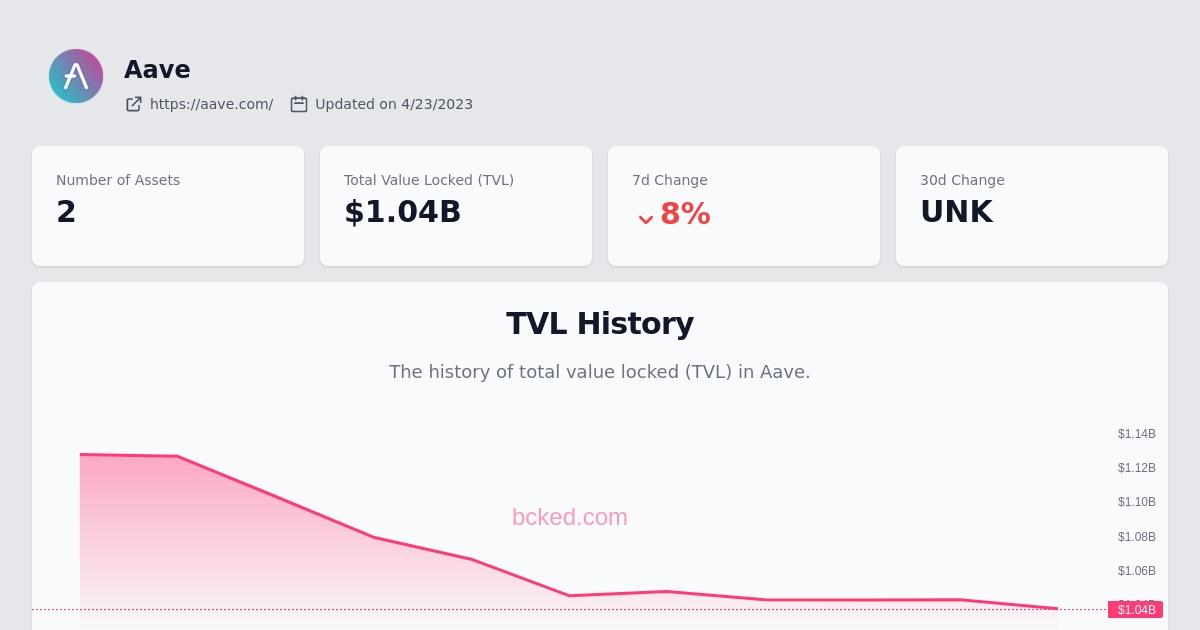 Aave
https://aave.com/ Updated on 4/23/2023
Number of Assets
2
Total Value Locked (TVL)
$1.04B
7d Change
8%
30d Change
UNK
TVL History
The history of total value locked (TVL) in Aave.
$1.14B
$1.12B
$1.10B
bcked.com
$1.08B
$1.06B
$1.04B